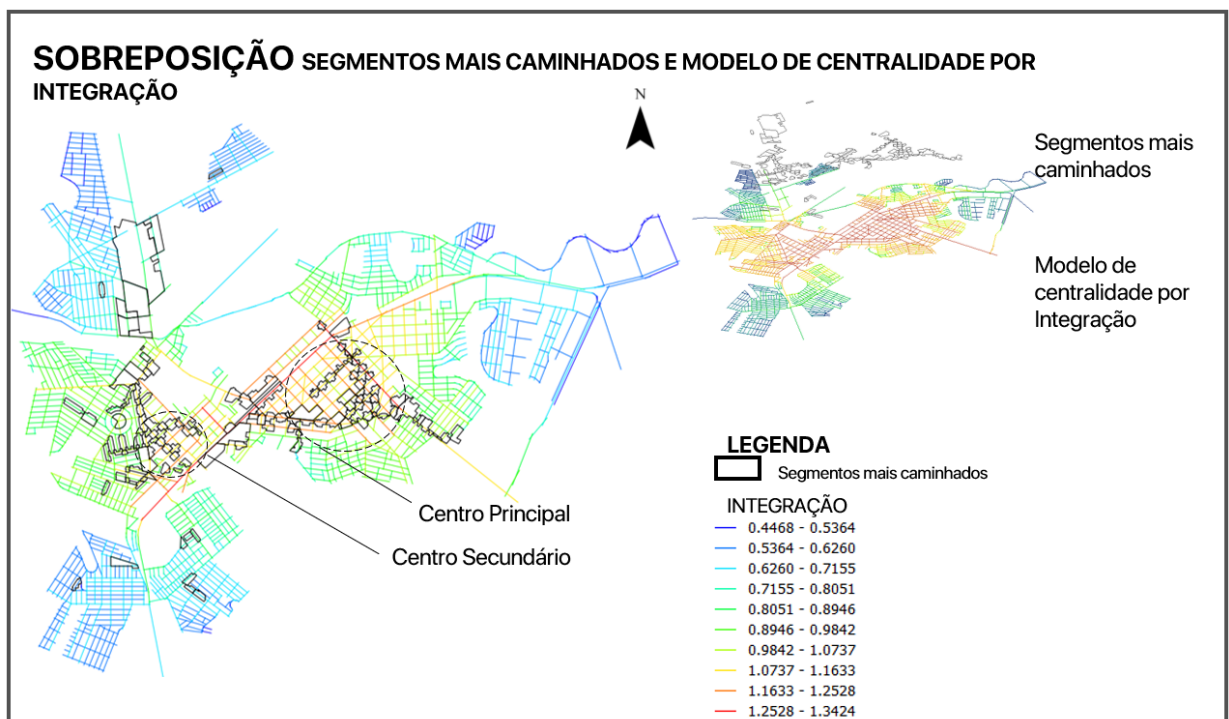 SOBREPOSIÇÃO SEGMENTOS MAIS CAMINHADOS E MODELO DE CENTRALIDADE POR
INTEGRAÇÃO
N
Segmentos mais
caminhados
Modelo de
centralidade por
Integração
Centro Principal
Centro Secundário
LEGENDA
Segmentos mais caminhados
INTEGRAÇÃO
0.4468 - 0.5364
0.5364 - 0.6260
0.6260 - 0.7155
0.7155 - 0.8051
0.8051 - 0.8946
0.8946 - 0.9842
0.9842 - 1.0737
1.0737 - 1.1633
1.1633 - 1.2528
1.2528 - 1.3424